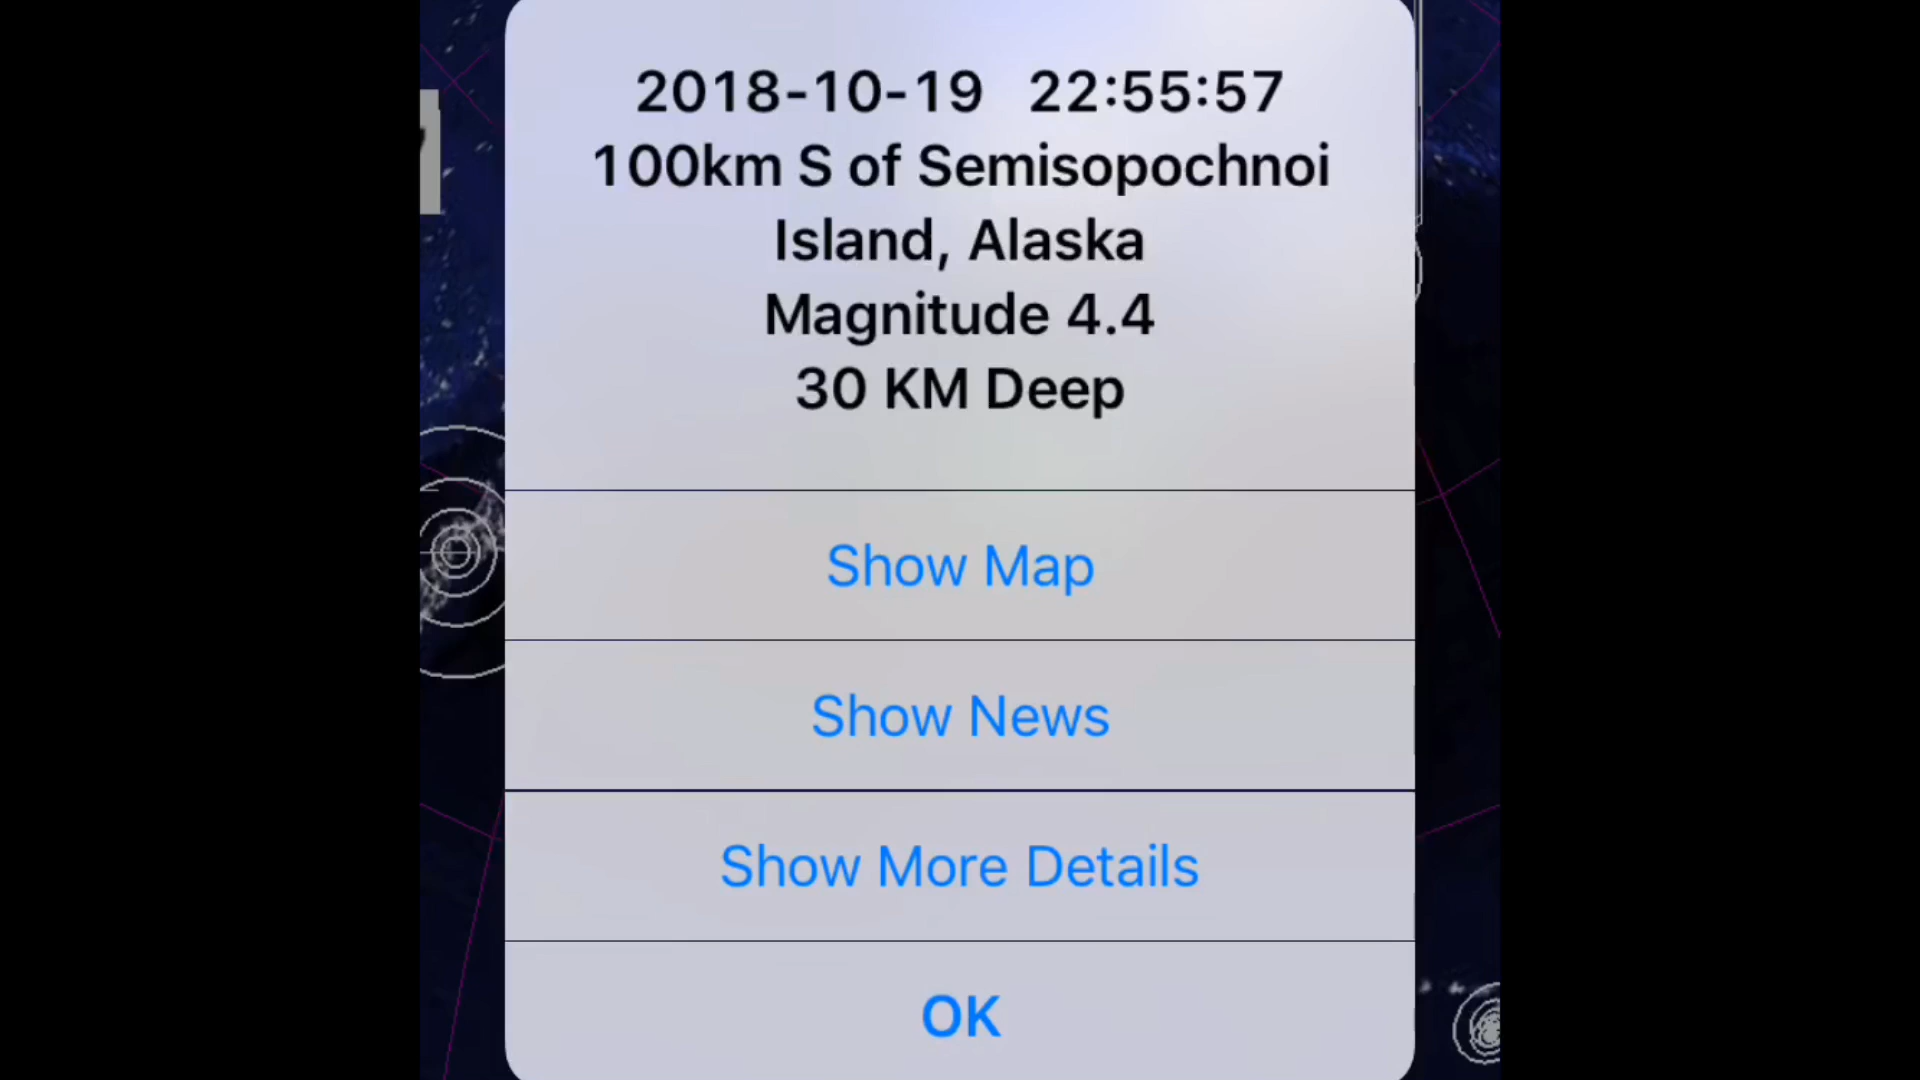 2018-10-19 22:55:57
100km S of Semisopochnoi
Island, Alaska
Magnitude 4.4
30 KM Deep
Show Map
Show News
Show More Details
OK